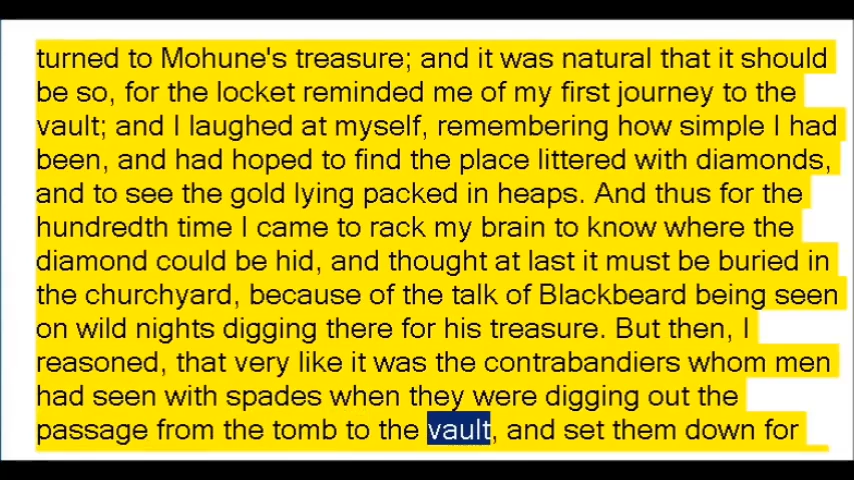 turned to Mohune's treasure; and it was natural that it should
be so, for the locket reminded me of my first journey to the
vault; and I laughed at myself, remembering how simple I had
been, and had hoped to find the place littered with diamonds,
and to see the gold lying packed in heaps. And thus for the
hundredth time I came to rack my brain to know where the
diamond could be hid, and thought at last it must be buried in
the churchyard, because of the talk of Blackbeard being seen
on wild nights digging there for his treasure. But then, I
reasoned, that very like it was the contrabandiers whom men
had seen with spades when they were digging out the
passage from the tomb to the vault, and set them down for